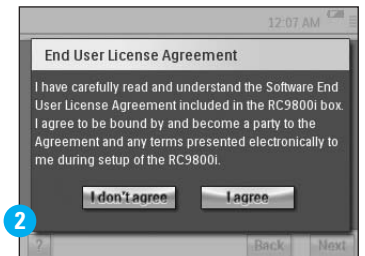 12:07 AM
End User License Agreement
I have carefully read and understand the Software End
User License Agreement included in the RC9800i box.
I agree to be bound by and become a party to the
Agreement and any terms presented electronically to
me during setup of the RC9800i.
I don't agree I agree
2
? Back Next